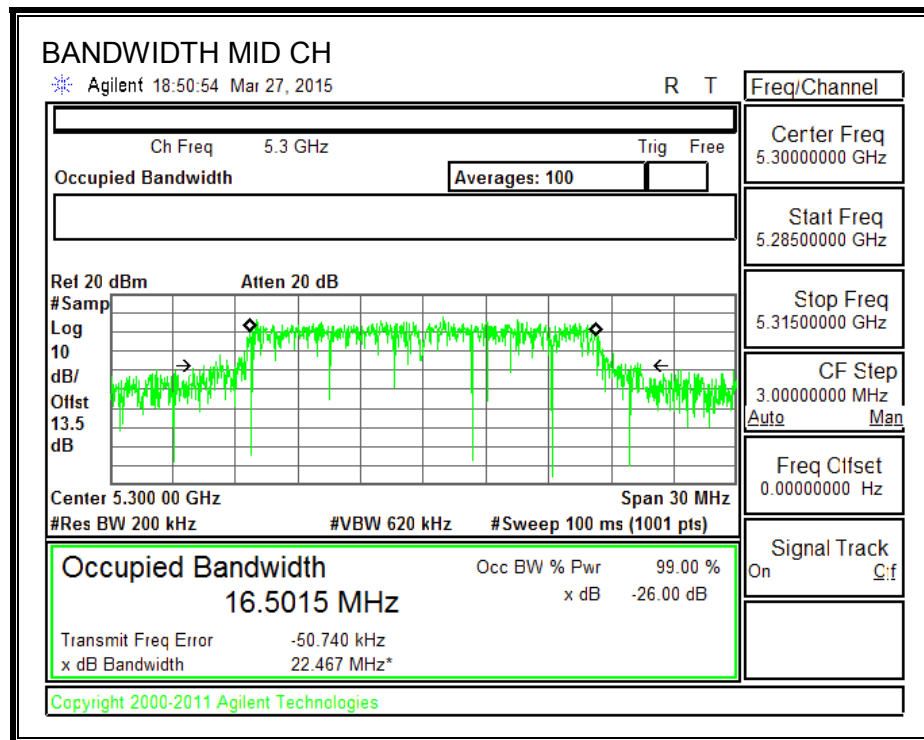 BANDWIDTH MID CH
Agilent 18:50:54 Mar 27, 2015 R T
Freq/Channel
Ch Freq 5.3 GHz Trig Free
Center Freq
5.30000000 GHz
Occupied Bandwidth Averages: 100
Start Freq
5.28500000 GHz
Ref 20 dBm Atten 20 dB
#Samp
Log
10
dB/
Offst
13.5
dB
Stop Freq
5.31500000 GHz
CF Step
3.00000000 MHz
Auto Man
Center 5.300 00 GHz Span 30 MHz
#Res BW 200 kHz #VBW 620 kHz #Sweep 100 ms (1001 pts)
Freq Offset
0.00000000 Hz
Occupied Bandwidth
16.5015 MHz
Occ BW % Pwr 99.00 %
x dB -26.00 dB
Signal Track
On Off
Transmit Freq Error -50.740 kHz
x dB Bandwidth 22.467 MHz*
Copyright 2000-2011 Agilent Technologies